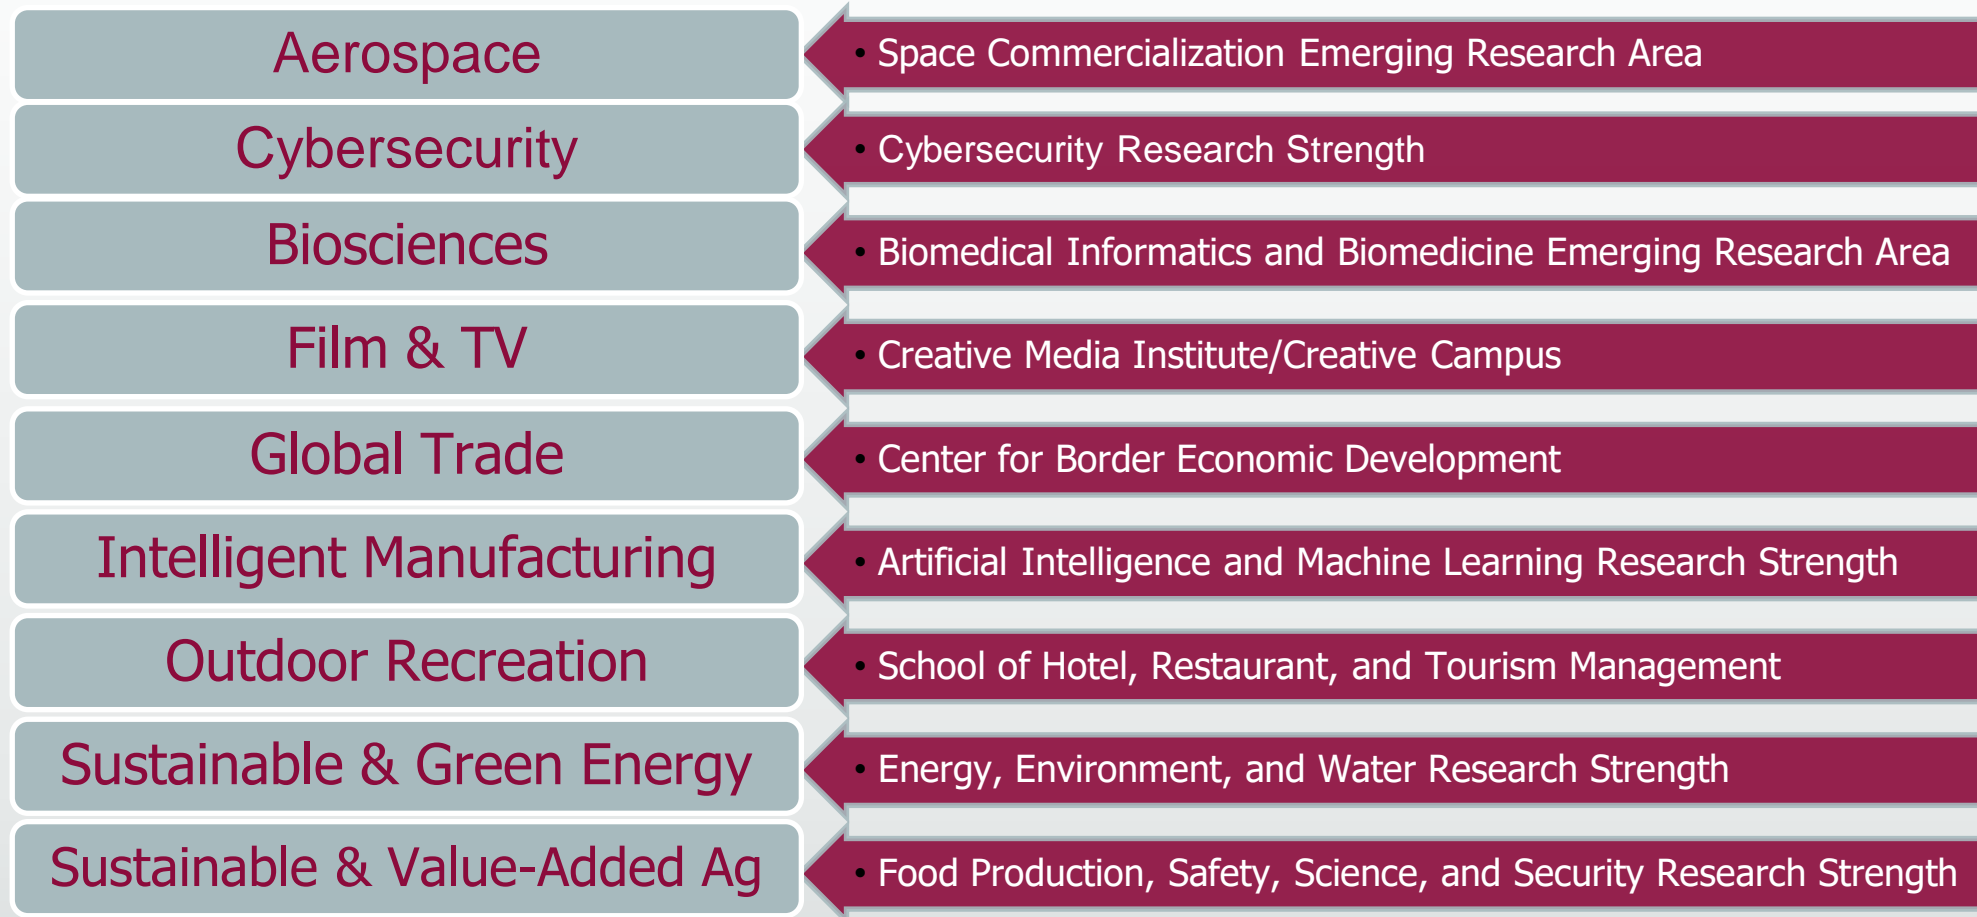 Aerospace
• Space Commercialization Emerging Research Area
Cybersecurity
• Cybersecurity Research Strength
Biosciences
• Biomedical Informatics and Biomedicine Emerging Research Area
Film & TV
• Creative Media Institute/Creative Campus
Global Trade
• Center for Border Economic Development
Intelligent Manufacturing
• Artificial Intelligence and Machine Learning Research Strength
Outdoor Recreation
• School of Hotel, Restaurant, and Tourism Management
Sustainable & Green Energy
• Energy, Environment, and Water Research Strength
Sustainable & Value-Added Ag
• Food Production, Safety, Science, and Security Research Strength